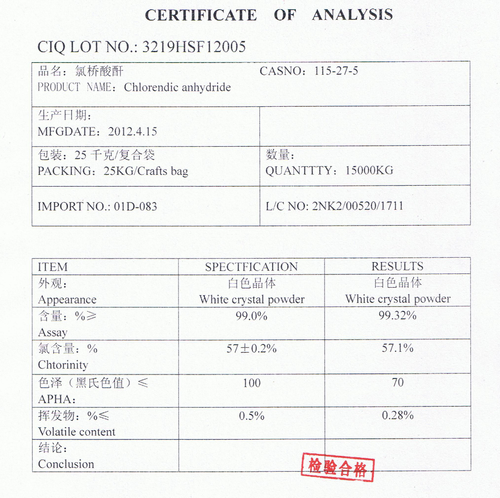 CERTIFICATE OF ANALYSIS
CIQ LOT NO.: 3219HSF12005
品名：氯桥酸酐 CASNO：115-27-5
PRODUCT NAME：Chlorendic anhydride
生产日期：
MFGDATE：2012.4.15
包装：25 千克/复合袋 数量：
PACKING：25KG/Crafts bag QUANTTTY：15000KG
IMPORT NO.: 01D-083 L/C NO: 2NK2/00520/1711
ITEM SPECTFICATION RESULTS
外观： 白色晶体 白色晶体
Appearance White crystal powder White crystal powder
含量：%≥ 99.0% 99.32%
Assay
氯含量：% 57±0.2% 57.1%
Chtorinity
色泽（黑氏色值）≤ 100 70
APHA：
挥发物：%≤ 0.5% 0.28%
Volatile content
结论：
Conclusion
检验合格